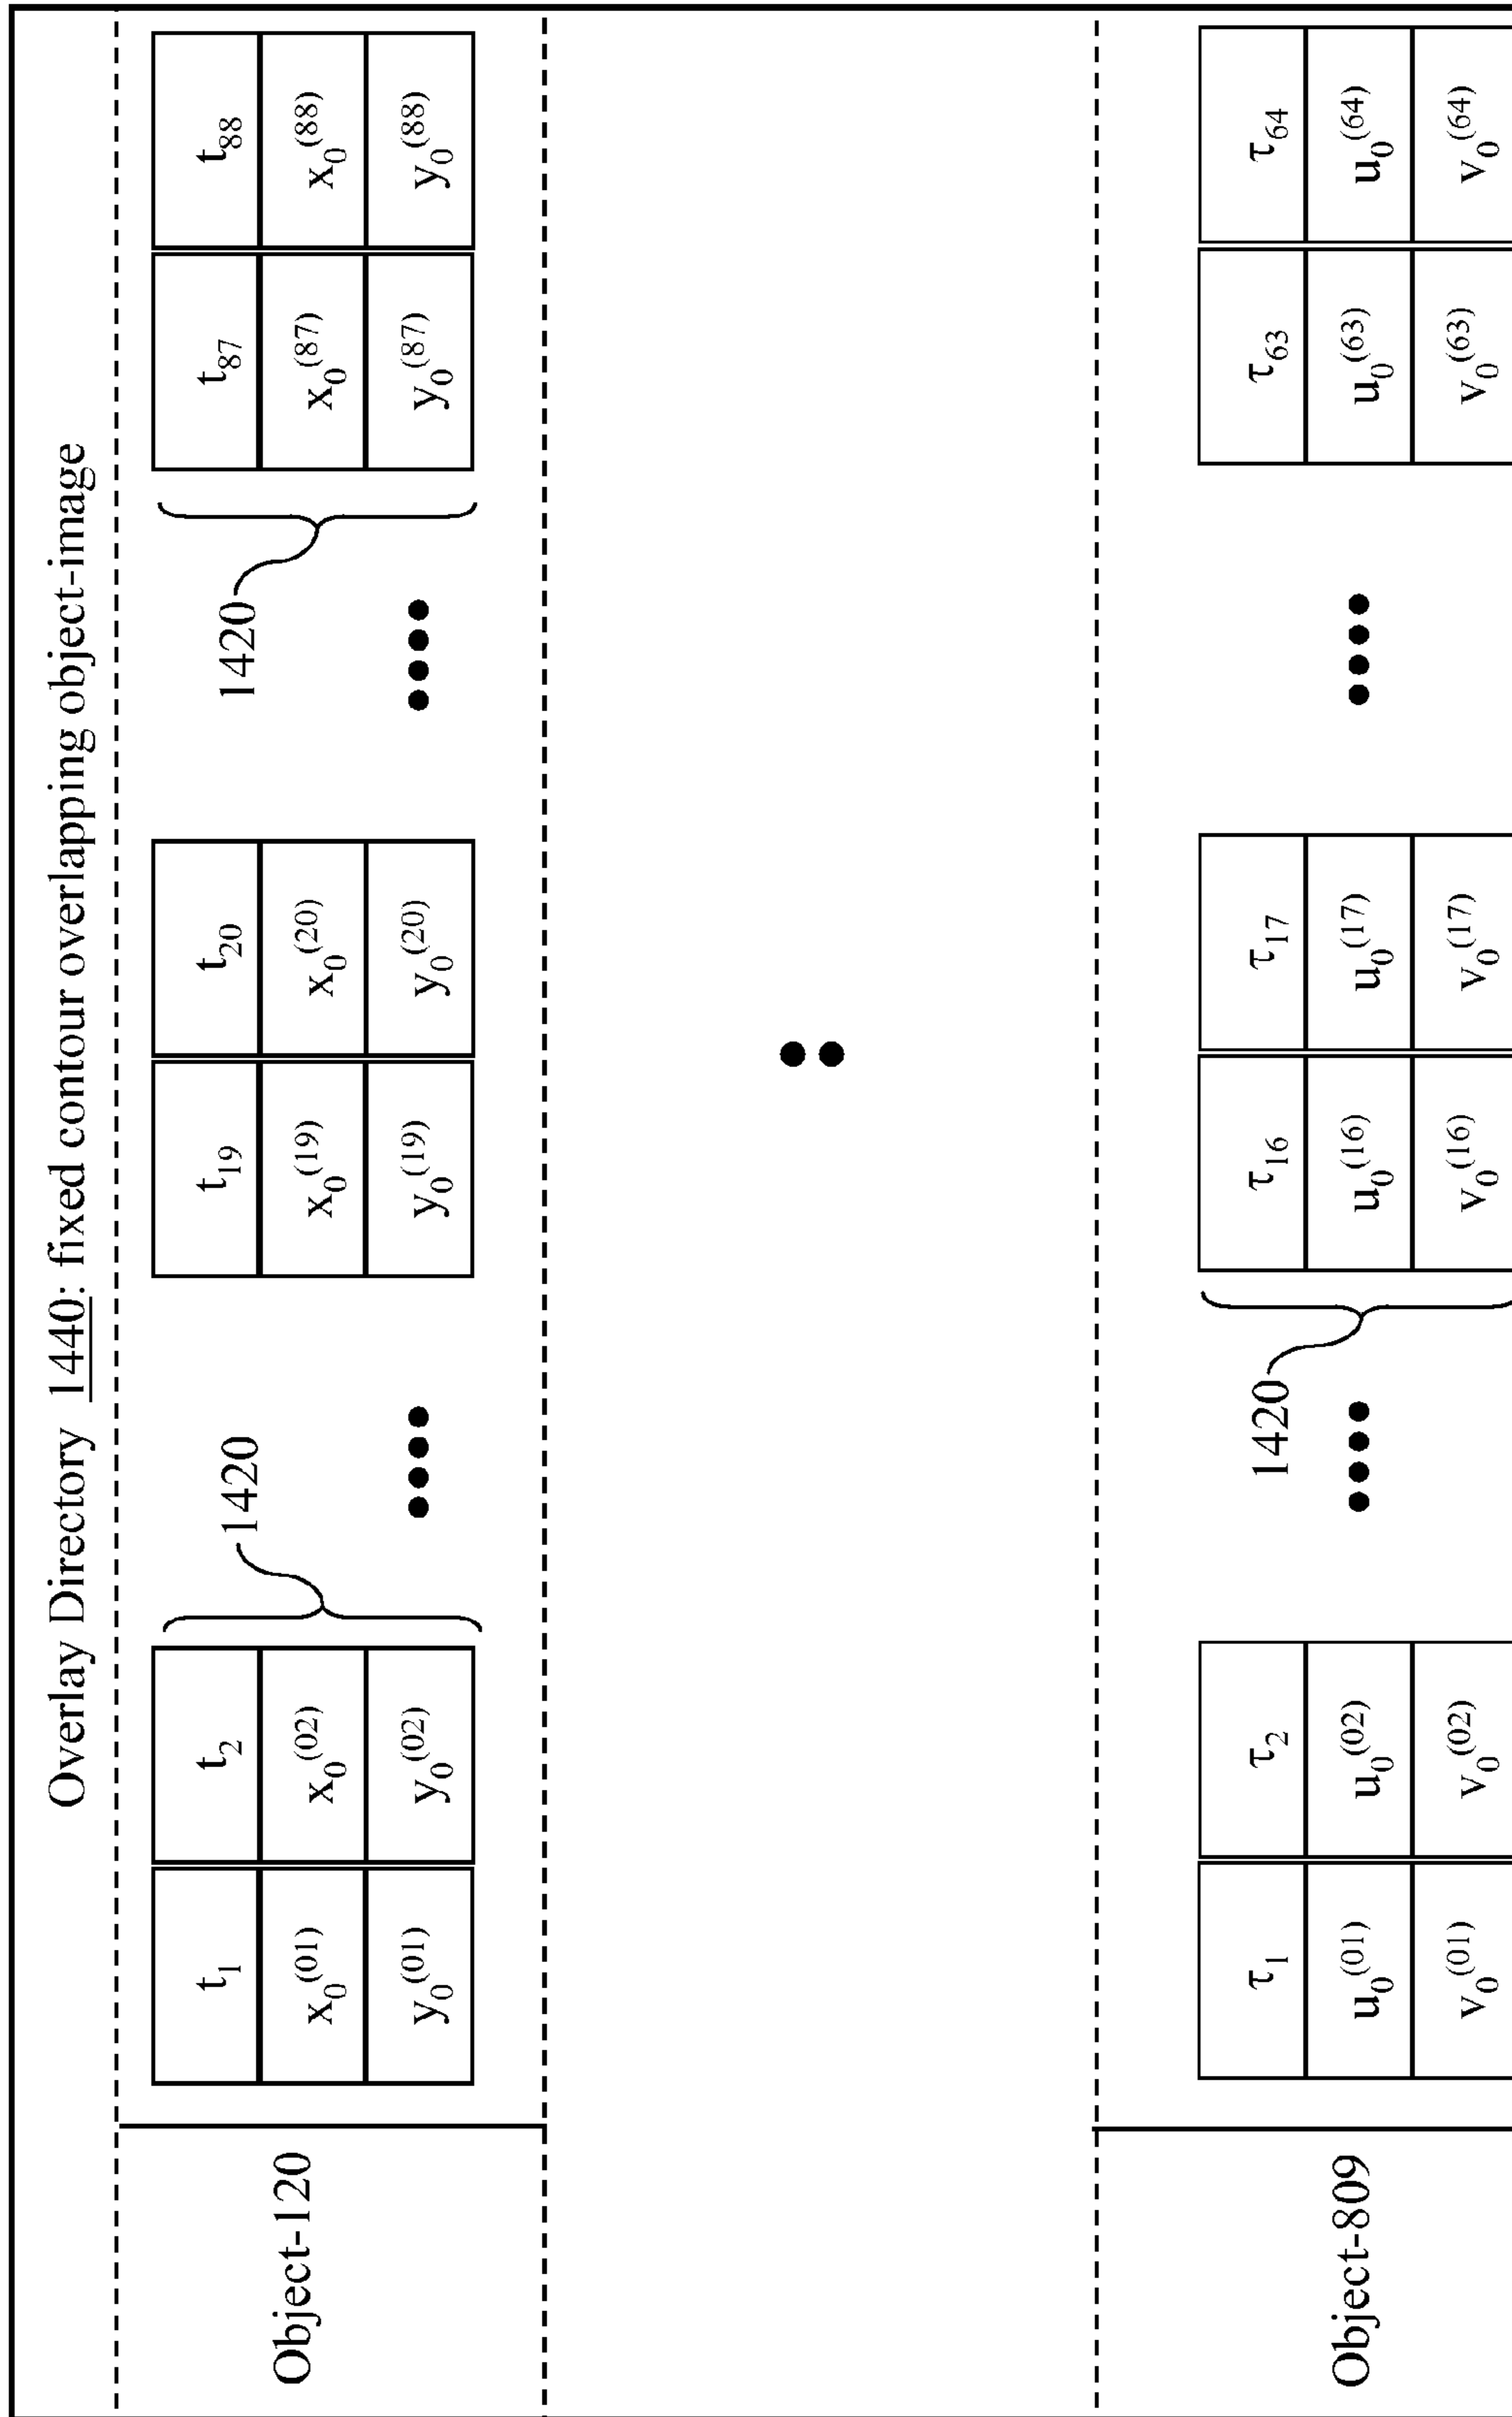 Overlay Directory 1440: fixed contour overlapping object-image
Object-120
t₁ t₂ t₁₉ t₂₀ t₈₇ t₈₈
x₀⁽⁰¹⁾ x₀⁽⁰²⁾ x₀⁽¹⁹⁾ x₀⁽²⁰⁾ x₀⁽⁸⁷⁾ x₀⁽⁸⁸⁾
y₀⁽⁰¹⁾ y₀⁽⁰²⁾ y₀⁽¹⁹⁾ y₀⁽²⁰⁾ y₀⁽⁸⁷⁾ y₀⁽⁸⁸⁾
1420
1420
Object-809
τ₁ τ₂ τ₁₆ τ₁₇ τ₆₃ τ₆₄
u₀⁽⁰¹⁾ u₀⁽⁰²⁾ u₀⁽¹⁶⁾ u₀⁽¹⁷⁾ u₀⁽⁶³⁾ u₀⁽⁶⁴⁾
v₀⁽⁰¹⁾ v₀⁽⁰²⁾ v₀⁽¹⁶⁾ v₀⁽¹⁷⁾ v₀⁽⁶³⁾ v₀⁽⁶⁴⁾
1420